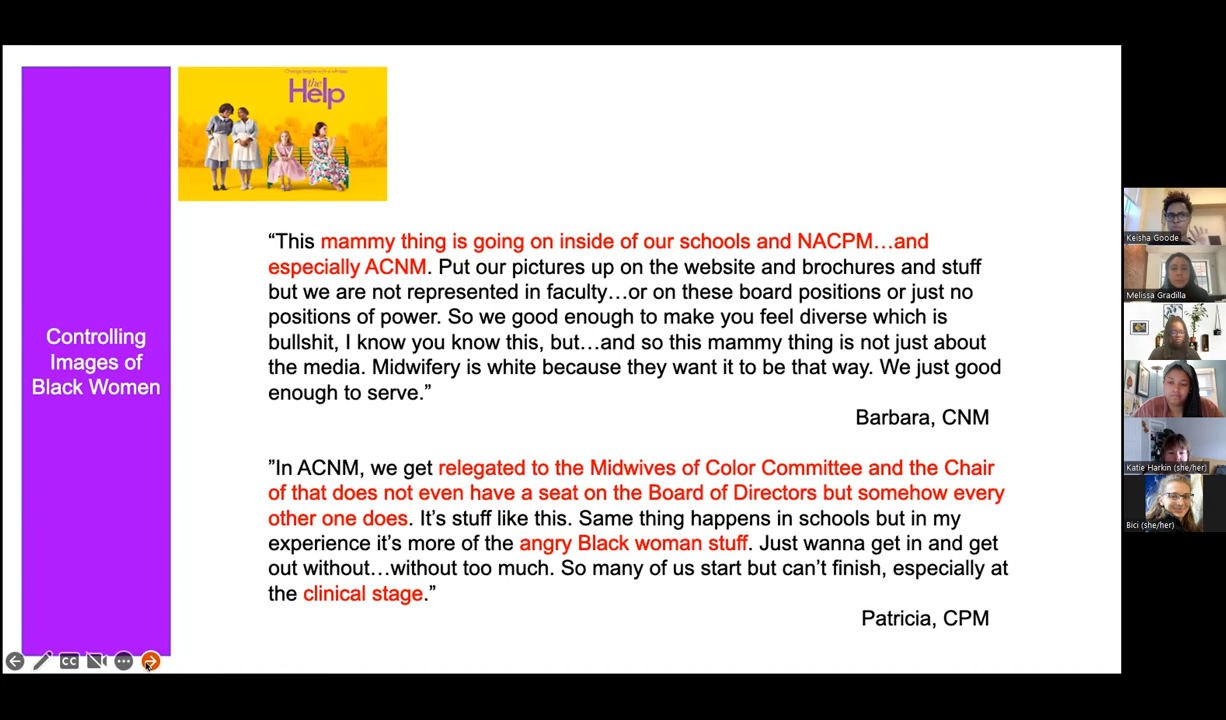 the
Help
“This mammy thing is going on inside of our schools and NACPM…and
especially ACNM. Put our pictures up on the website and brochures and stuff
but we are not represented in faculty…or on these board positions or just no
positions of power. So we good enough to make you feel diverse which is
bullshit, I know you know this, but…and so this mammy thing is not just about
the media. Midwifery is white because they want it to be that way. We just good
enough to serve.”
Barbara, CNM
Controlling
Images of
Black Women
”In ACNM, we get relegated to the Midwives of Color Committee and the Chair
of that does not even have a seat on the Board of Directors but somehow every
other one does. It’s stuff like this. Same thing happens in schools but in my
experience it’s more of the angry Black woman stuff. Just wanna get in and get
out without…without too much. So many of us start but can’t finish, especially at
the clinical stage.”
Patricia, CPM
CC
Keisha Goode
Melissa Gradilla
Katie Harkin (she/her)
Bici (she/her)